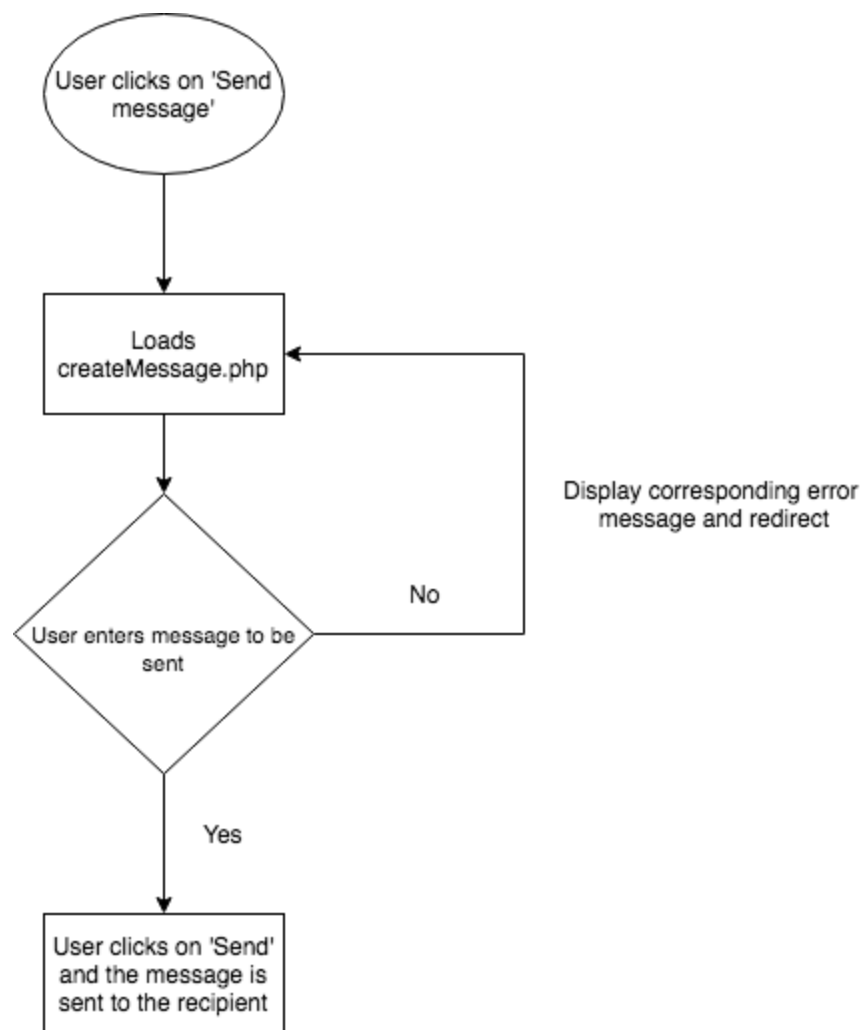 User clicks on 'Send
message'
Loads
createMessage.php
Display corresponding error
message and redirect
No
User enters message to be
sent
Yes
User clicks on 'Send'
and the message is
sent to the recipient